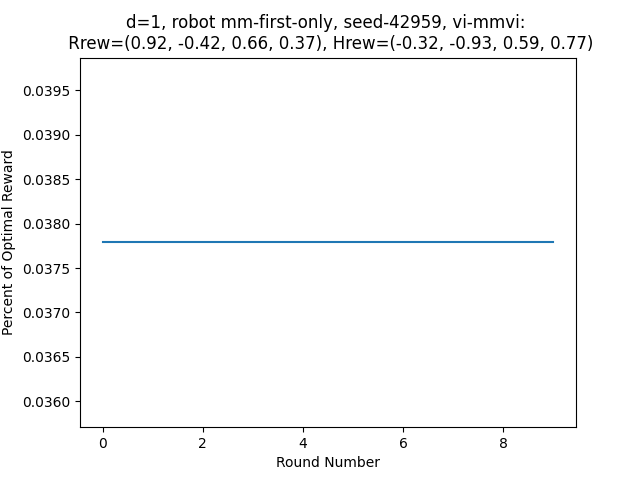 d=1, robot mm-first-only, seed-42959, vi-mmvi:
Rrew=(0.92, -0.42, 0.66, 0.37), Hrew=(-0.32, -0.93, 0.59, 0.77)
Percent of Optimal Reward
0.0395
0.0390
0.0385
0.0380
0.0375
0.0370
0.0365
0.0360
0 2 4 6 8
Round Number